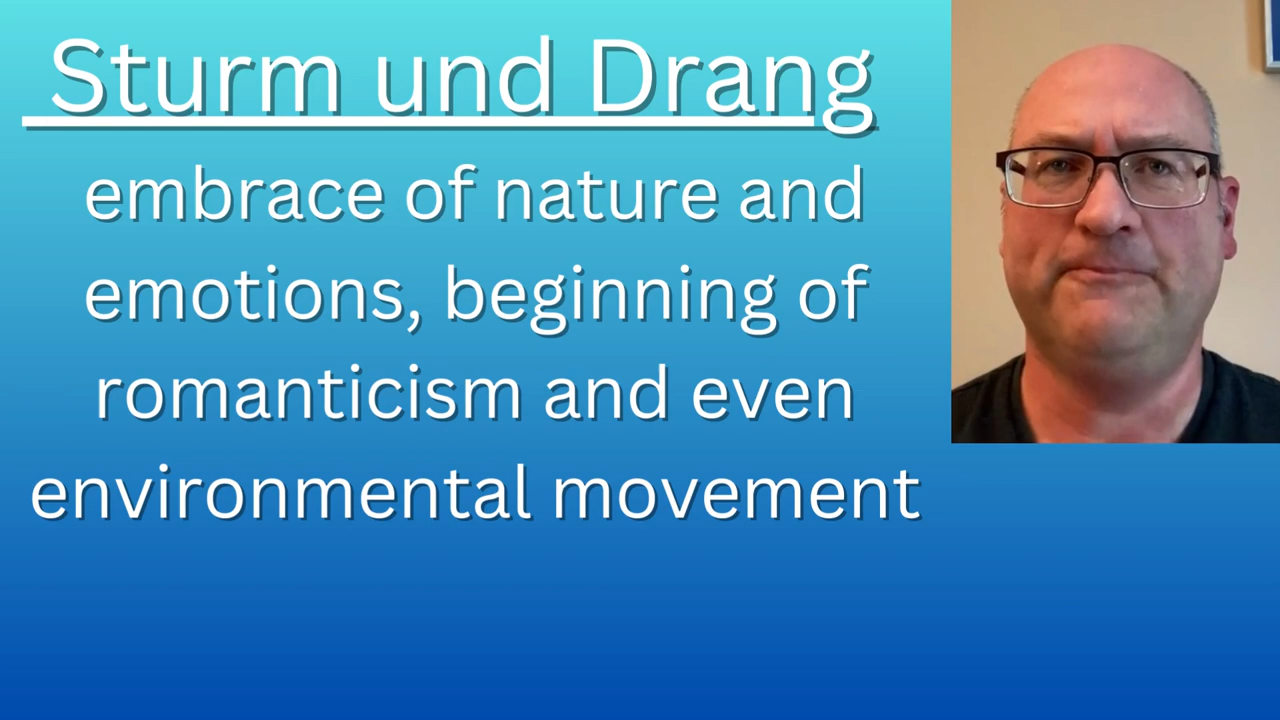 Sturm und Drang
embrace of nature and
emotions, beginning of
romanticism and even
environmental movement